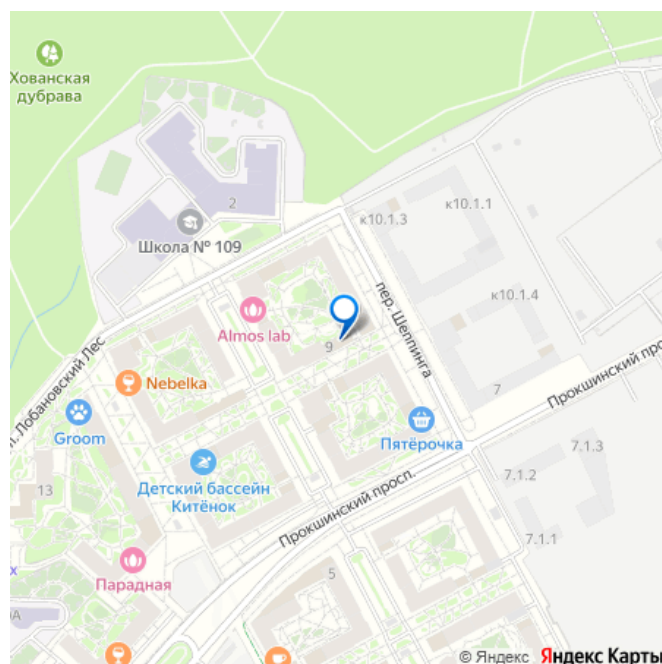 Хованская
дубрава
2
Школа № 109
к10.1.3
к10.1.1
к10.1.4
пер. Шеппинга
Almos lab
9
7
Прокшинский прос
л. Лобановский Лес
Nebelka
Groom
Пятёрочка
13
Детский бассейн
Китёнок
7.1.3
7.1.2
7.1.1
Прокшинский просп.
Парадная
5
х
© Яндекс Яндекс Карты